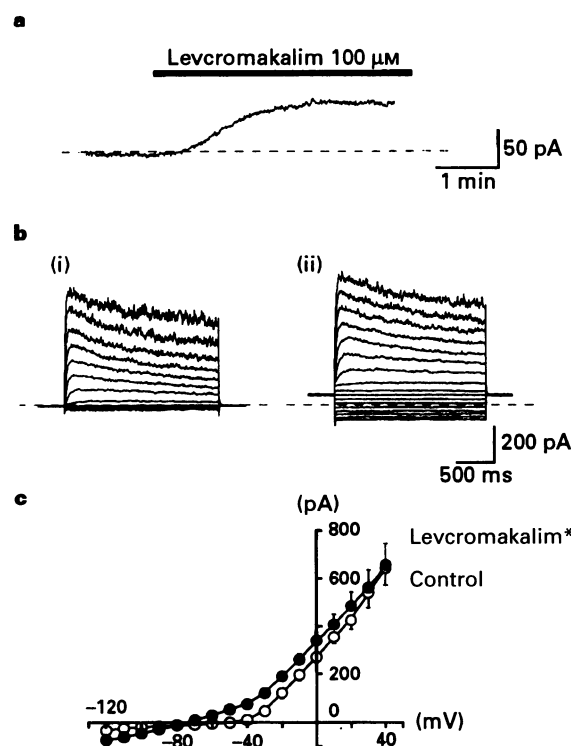 a
Levcromakalim 100 μM
50 pA
1 min
b
(i)
(ii)
200 pA
500 ms
c
(pA)
800
Levcromakalim*
600
Control
200
-120
0
-80
-40
40
(mV)